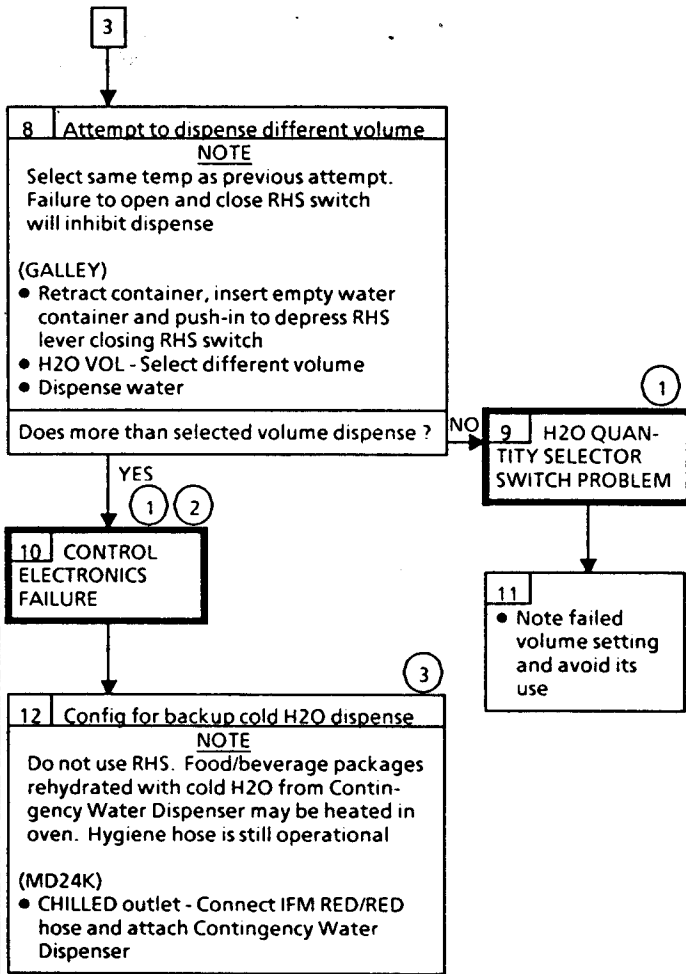 3
8 Attempt to dispense different volume
NOTE
Select same temp as previous attempt.
Failure to open and close RHS switch
will inhibit dispense
(GALLEY)
• Retract container, insert empty water
container and push-in to depress RHS
lever closing RHS switch
• H2O VOL - Select different volume
• Dispense water
Does more than selected volume dispense ?
NO
1
9 H2O QUAN-
TITY SELECTOR
SWITCH PROBLEM
YES
1 2
10 CONTROL
ELECTRONICS
FAILURE
11
• Note failed
volume setting
and avoid its
use
3
12 Config for backup cold H2O dispense
NOTE
Do not use RHS. Food/beverage packages
rehydrated with cold H2O from Contin-
gency Water Dispenser may be heated in
oven. Hygiene hose is still operational
(MD24K)
• CHILLED outlet - Connect IFM RED/RED
hose and attach Contingency Water
Dispenser